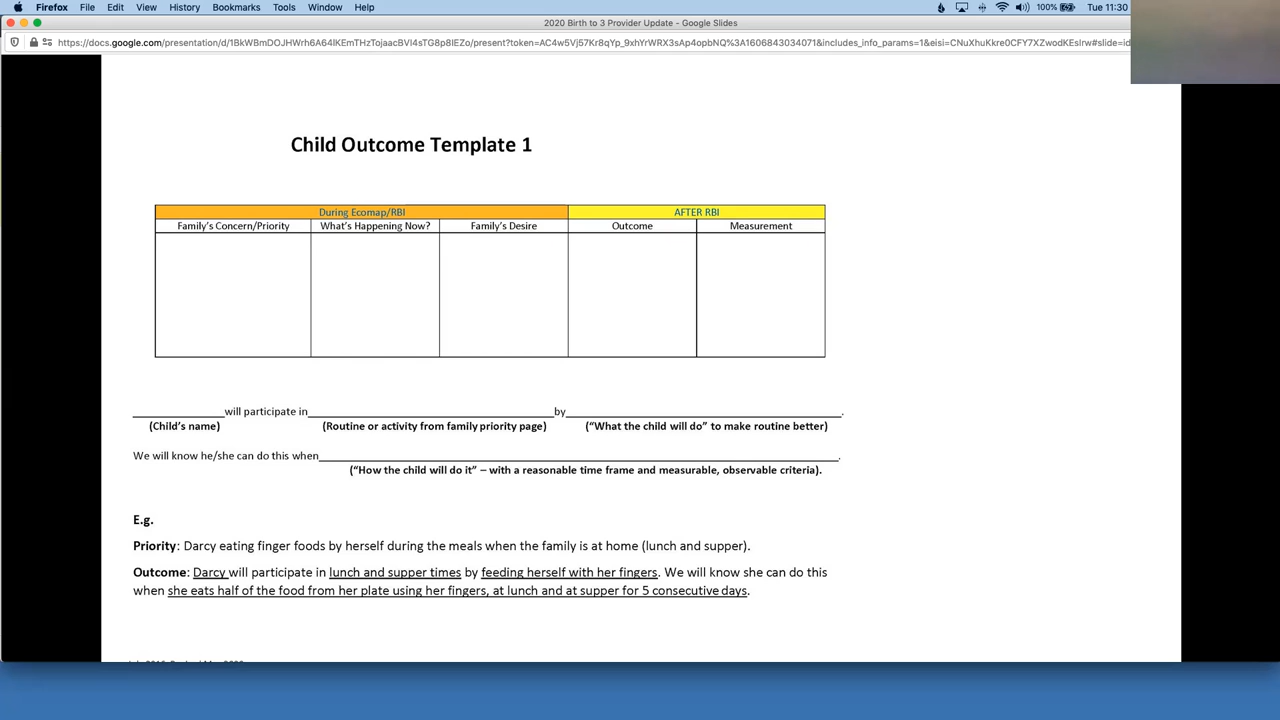 Firefox File Edit View History Bookmarks Tools Window Help 100% Tue 11:30
2020 Birth to 3 Provider Update - Google Slides
Child Outcome Template 1
During Ecomap/RBI AFTER RBI
Family's Concern/Priority What's Happening Now? Family's Desire Outcome Measurement
____________will participate in____________by____________.
(Child's name) (Routine or activity from family priority page) ("What the child will do" to make routine better)
We will know he/she can do this when____________.
("How the child will do it" – with a reasonable time frame and measurable, observable criteria).
E.g.
Priority: Darcy eating finger foods by herself during the meals when the family is at home (lunch and supper).
Outcome: Darcy will participate in lunch and supper times by feeding herself with her fingers. We will know she can do this
when she eats half of the food from her plate using her fingers, at lunch and at supper for 5 consecutive days.